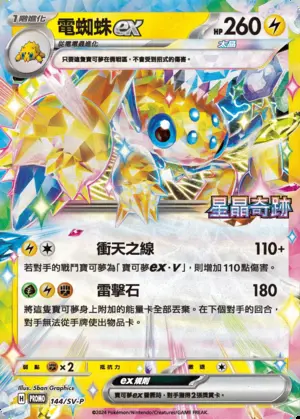 1階進化
電蜘蛛ex
HP260
從電電蟲進化
太晶
只要這隻寶可夢在備戰區，不會受到招式的傷害。
星晶奇跡
衝天之線 110+
若對手的戰鬥寶可夢為「寶可夢ex・V」，則增加110點傷害。
雷擊石 180
將這隻寶可夢身上附加的能量卡全部丟棄。在下個對手的回合，
對手無法從手牌使出物品卡。
弱點 ×2 抵抗力 撤退
Illus. 5ban Graphics
H PROMO 144/SV-P
ex規則
寶可夢ex昏厥時，對手獲得2張獎賞卡。
©2024 Pokémon/Nintendo/Creatures/GAME FREAK.